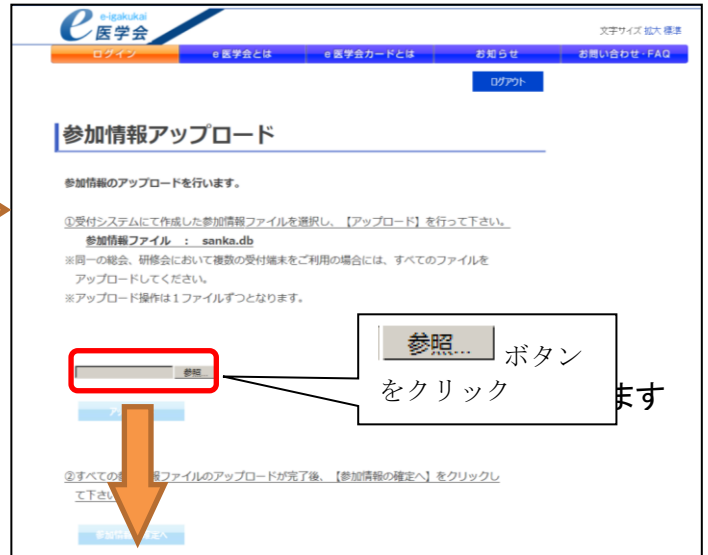 e-igakukai
e医学会
文字サイズ 拡大 標準
ログイン e医学会とは e医学会カードとは お知らせ お問い合わせ・FAQ
ログアウト
参加情報アップロード
参加情報のアップロードを行います。
①受付システムにて作成した参加情報ファイルを選択し、【アップロード】を行って下さい。
参加情報ファイル : sanka.db
※同一の総会、研修会において複数の受付端末をご利用の場合には、すべてのファイルを
アップロードしてください。
※アップロード操作は1ファイルずつとなります。
参照...
参照... ボタン
をクリック
ます
②すべての 報ファイルのアップロードが完了後、【参加情報の確定へ】をクリックし
て下さい
参加情報 確定へ